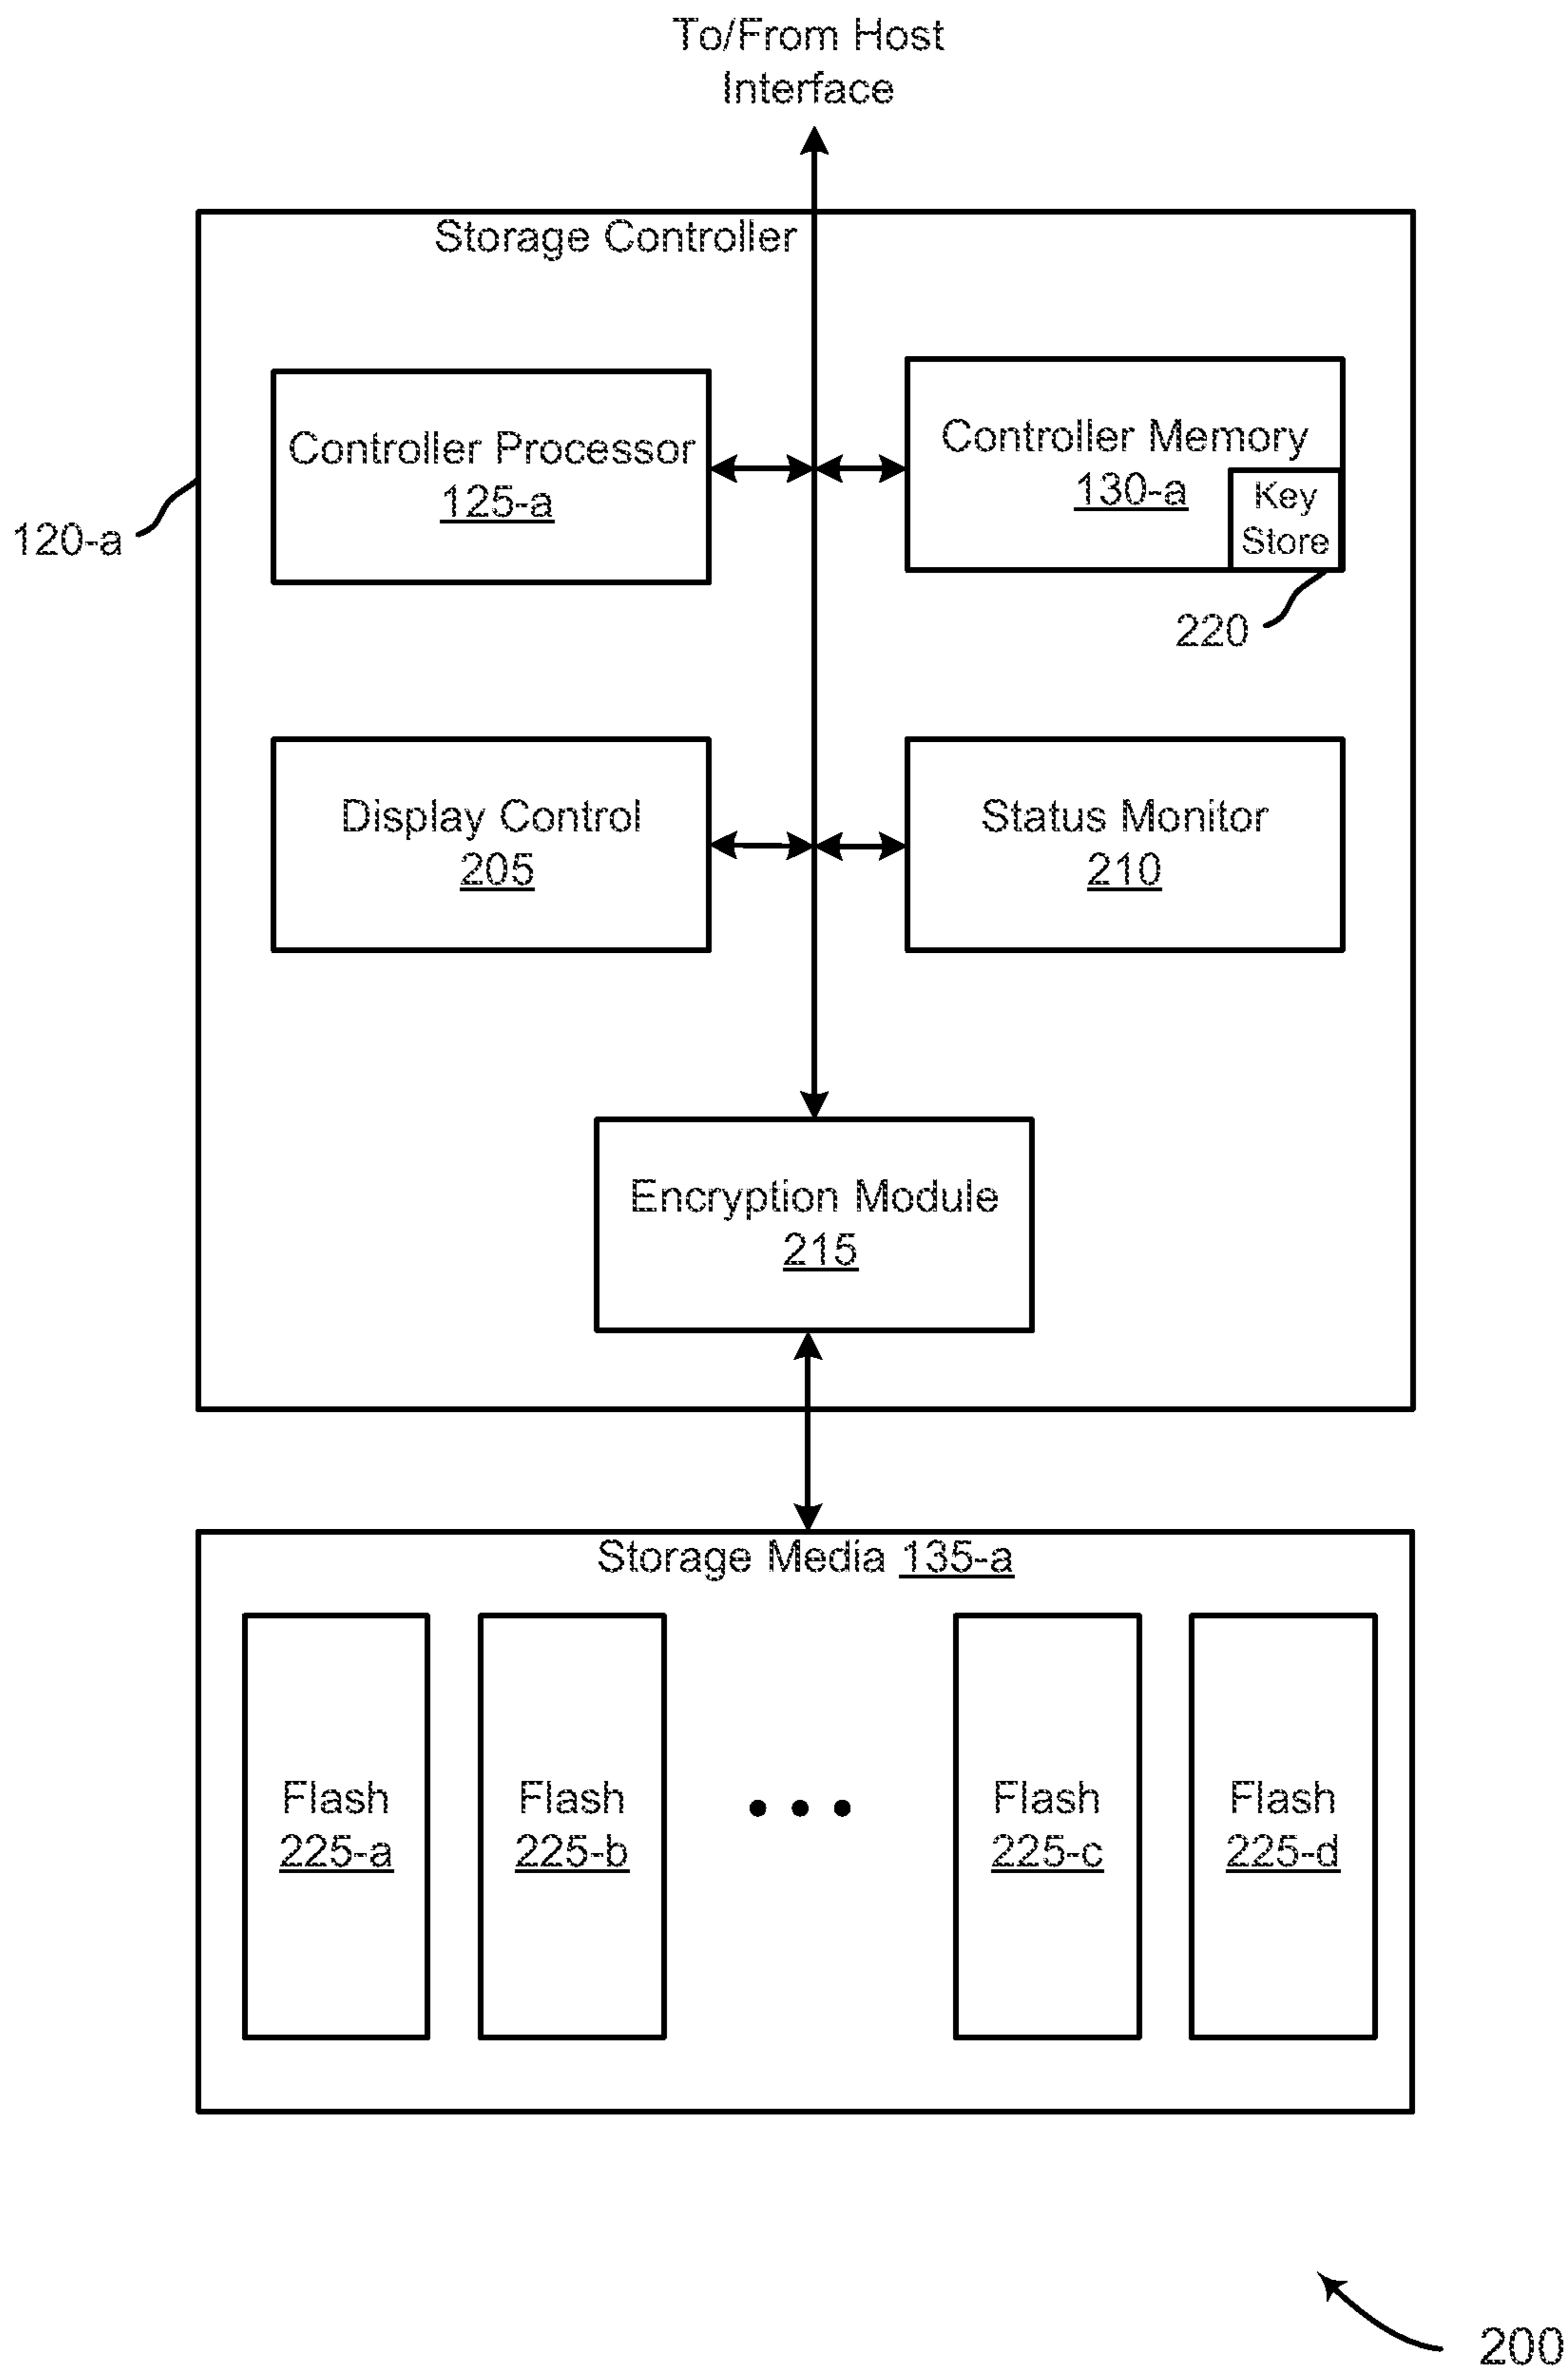 To/From Host
Interface
Storage Controller
Controller Processor
125-a
Controller Memory
130-a
Key
Store
120-a
220
Display Control
205
Status Monitor
210
Encryption Module
215
Storage Media 135-a
Flash
225-a
Flash
225-b
Flash
225-c
Flash
225-d
200